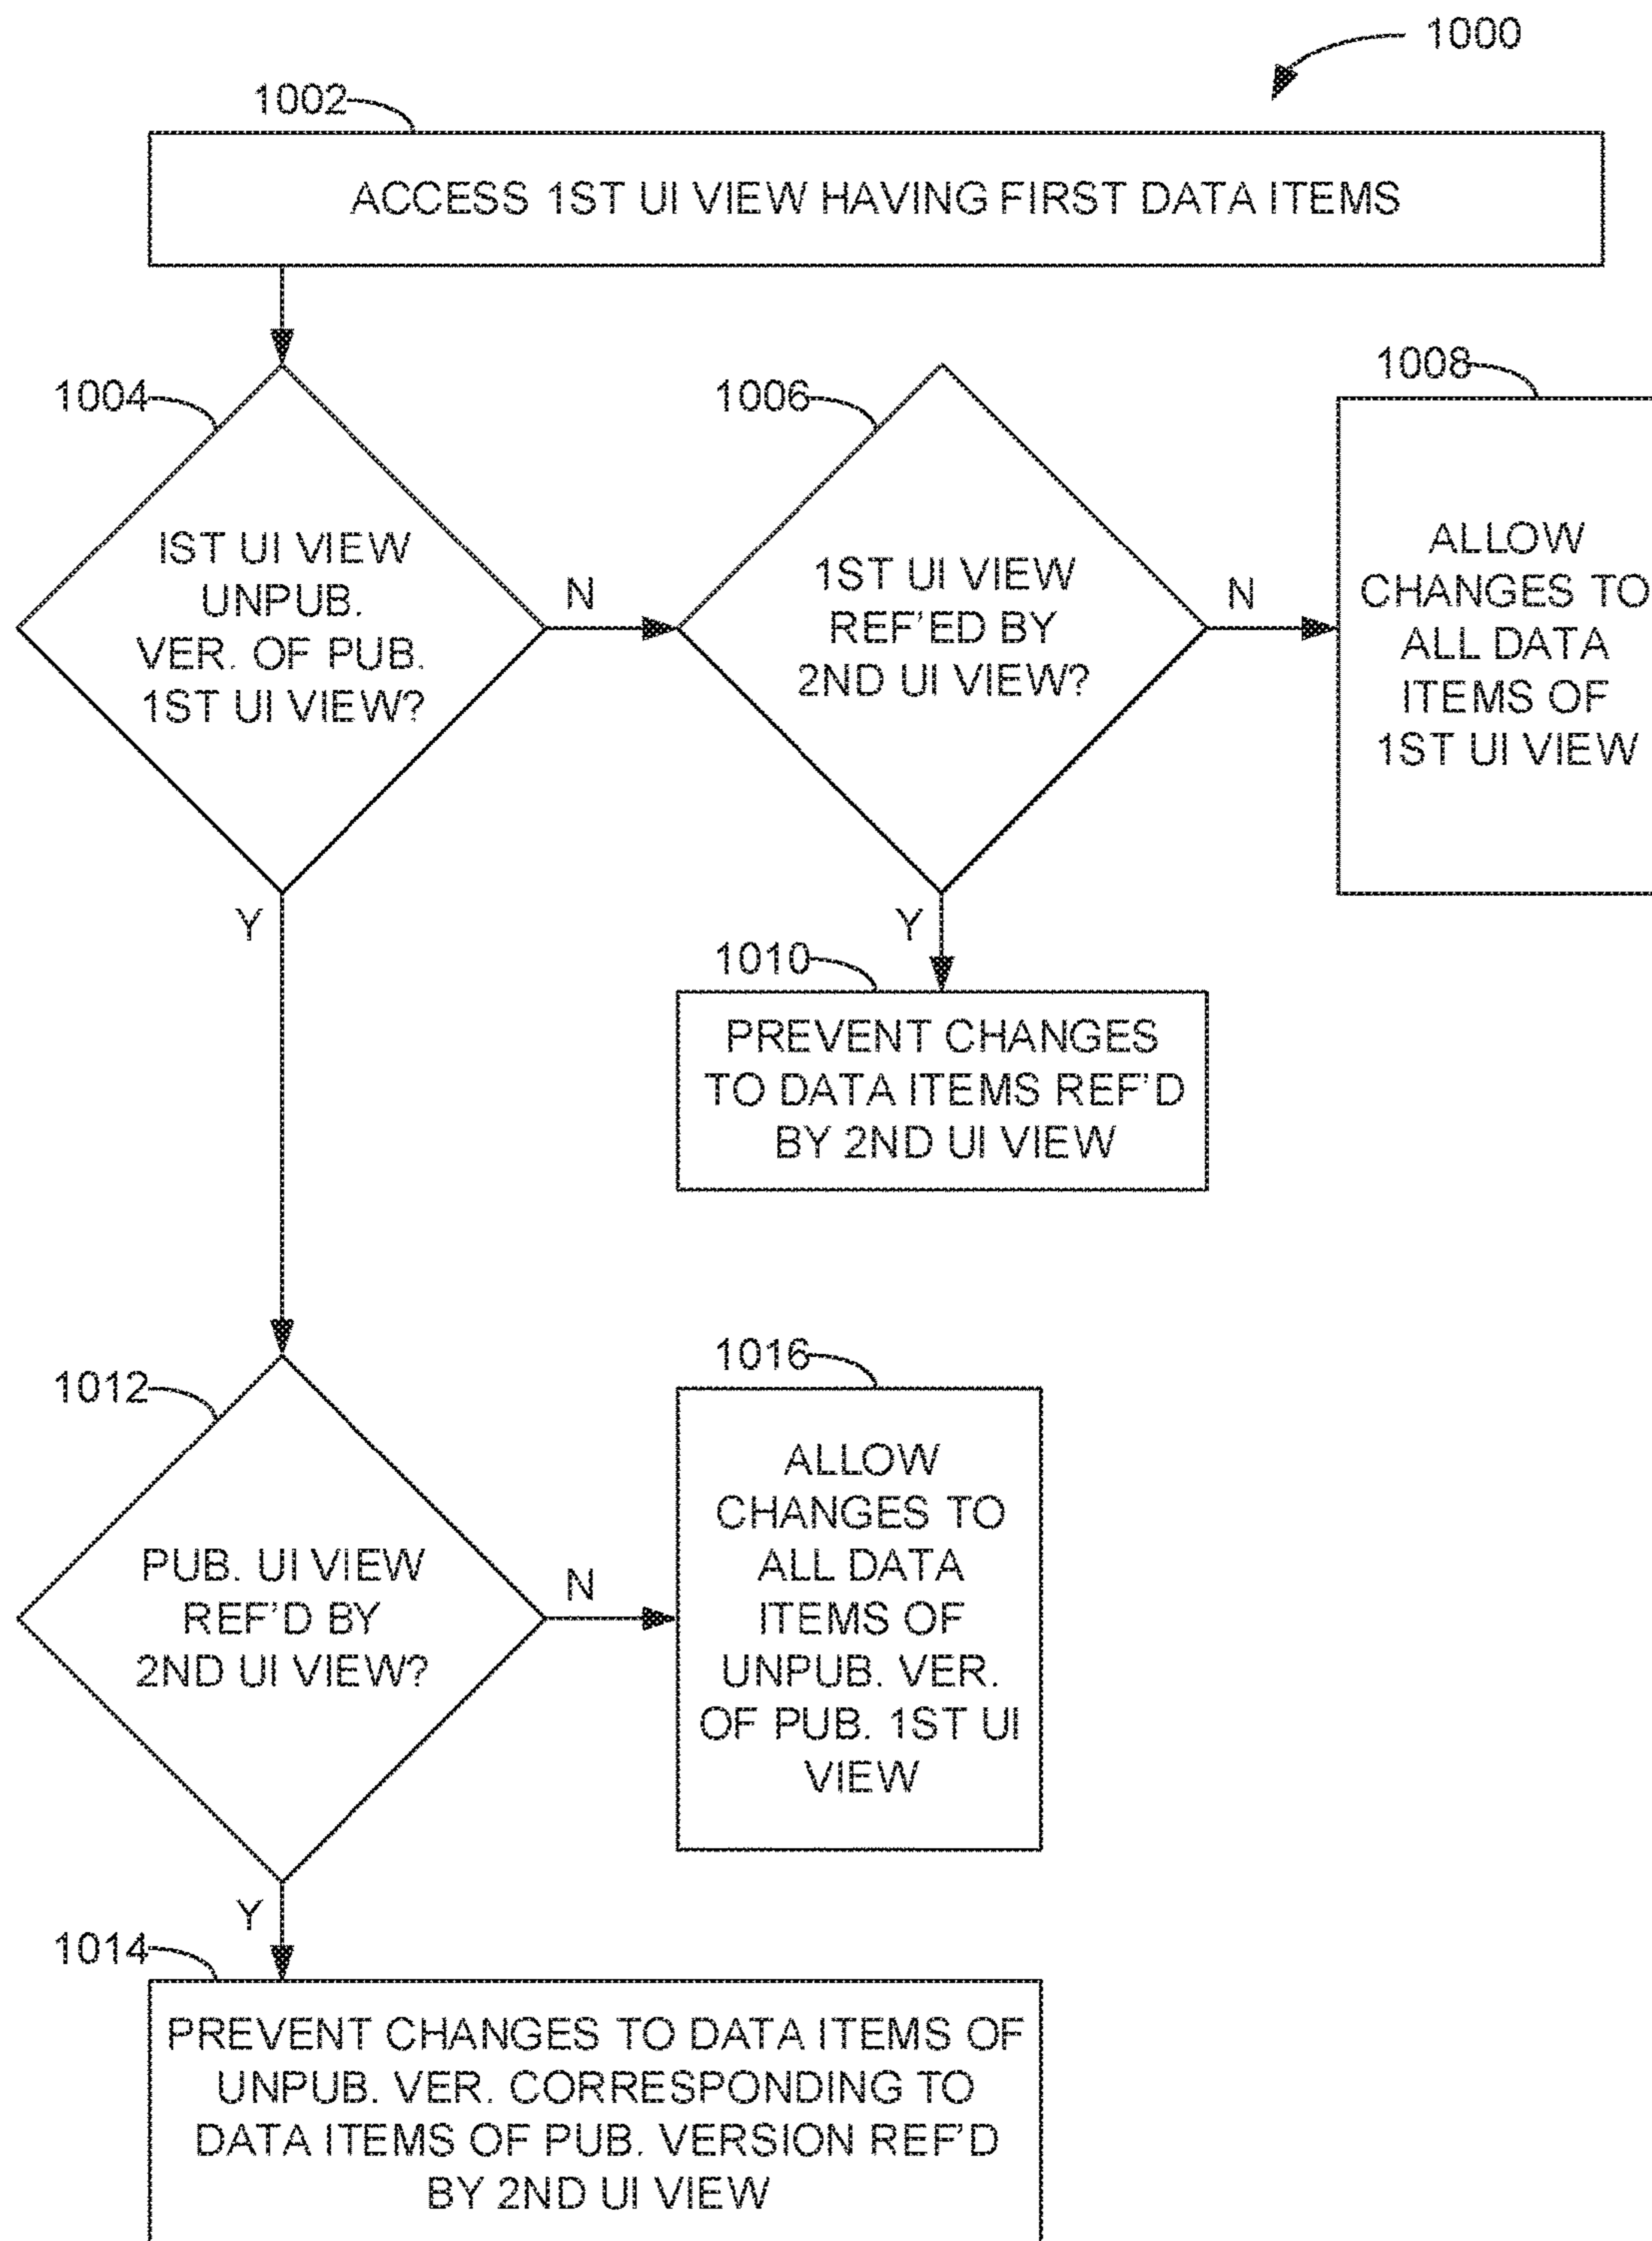 1000
1002
ACCESS 1ST UI VIEW HAVING FIRST DATA ITEMS
1004
IST UI VIEW
UNPUB.
VER. OF PUB.
1ST UI VIEW?
N
Y
1006
1ST UI VIEW
REF'ED BY
2ND UI VIEW?
N
Y
1008
ALLOW
CHANGES TO
ALL DATA
ITEMS OF
1ST UI VIEW
1010
PREVENT CHANGES
TO DATA ITEMS REF'D
BY 2ND UI VIEW
1012
PUB. UI VIEW
REF'D BY
2ND UI VIEW?
N
Y
1016
ALLOW
CHANGES TO
ALL DATA
ITEMS OF
UNPUB. VER.
OF PUB. 1ST UI
VIEW
1014
PREVENT CHANGES TO DATA ITEMS OF
UNPUB. VER. CORRESPONDING TO
DATA ITEMS OF PUB. VERSION REF'D
BY 2ND UI VIEW